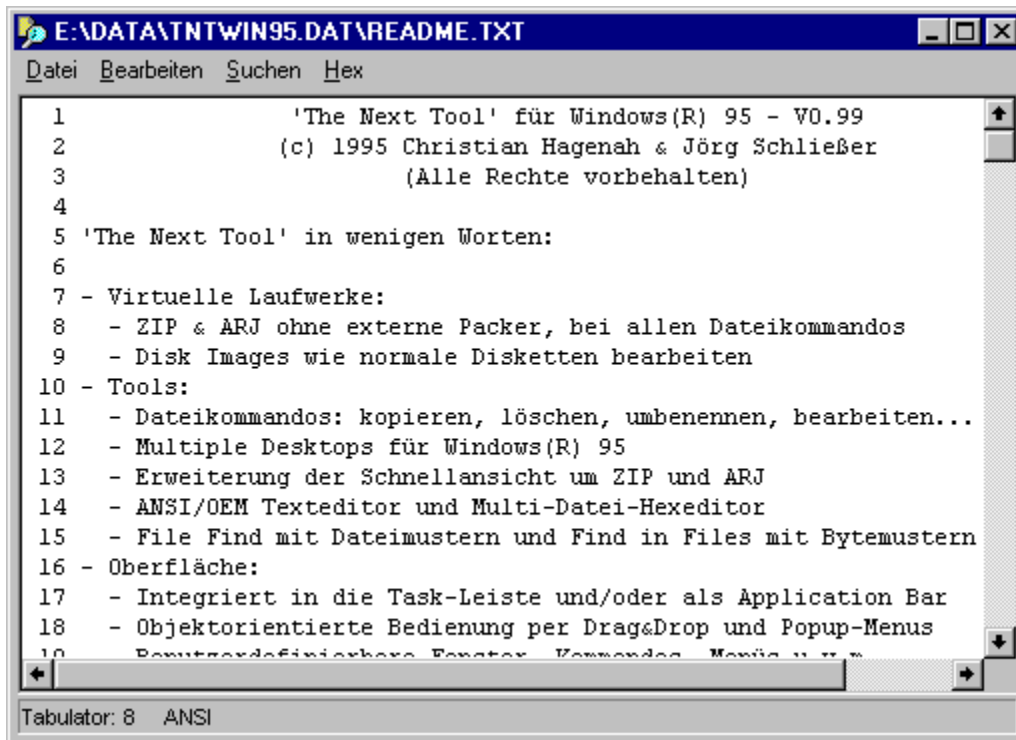 E:\DATA\TNTWIN95.DAT\README.TXT
Datei Bearbeiten Suchen Hex
1 'The Next Tool' für Windows(R) 95 - V0.99
2 (c) 1995 Christian Hagenah & Jörg Schließer
3 (Alle Rechte vorbehalten)
4
5 'The Next Tool' in wenigen Worten:
6
7 - Virtuelle Laufwerke:
8 - ZIP & ARJ ohne externe Packer, bei allen Dateikommandos
9 - Disk Images wie normale Disketten bearbeiten
10 - Tools:
11 - Dateikommandos: kopieren, löschen, umbenennen, bearbeiten...
12 - Multiple Desktops für Windows(R) 95
13 - Erweiterung der Schnellansicht um ZIP und ARJ
14 - ANSI/OEM Texteditor und Multi-Datei-Hexeditor
15 - File Find mit Dateimustern und Find in Files mit Bytemustern
16 - Oberfläche:
17 - Integriert in die Task-Leiste und/oder als Application Bar
18 - Objektorientierte Bedienung per Drag&Drop und Popup-Menus
19 - Benutzerdefinierbare Fenster, Kommandos, Menüs u.v.m.
Tabulator: 8 ANSI